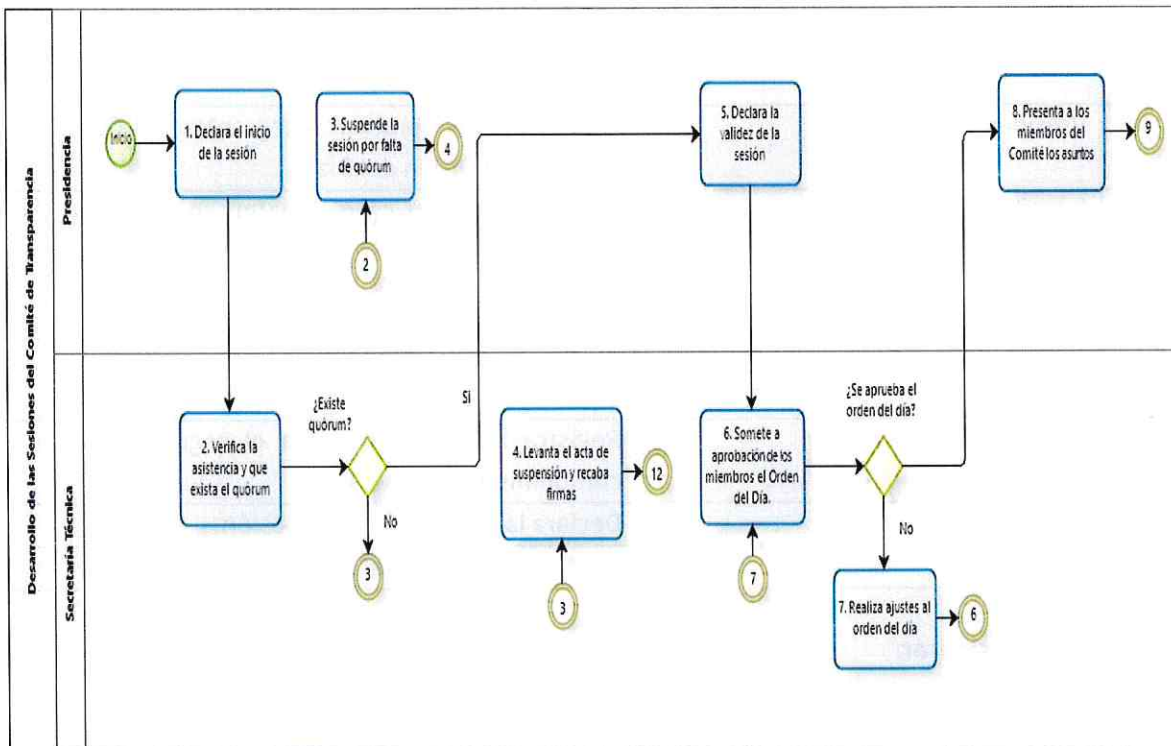 Desarrollo de las Sesiones del Comité de Transparencia
Presidencia
Inicio
1. Declara el inicio
de la sesión
3. Suspende la
sesión por falta
de quórum
4
2
5. Declara la
validez de la
sesión
8. Presenta a los
miembros del
Comité los asuntos
9
Secretaría Técnica
2. Verifica la
asistencia y que
exista el quórum
¿Existe
quórum?
Si
No
3
4. Levanta el acta de
suspensión y recaba
firmas
12
3
6. Somete a
aprobación de los
miembros el Orden
del Día.
7
¿Se aprueba el
orden del día?
No
7. Realiza ajustes al
orden del día
6